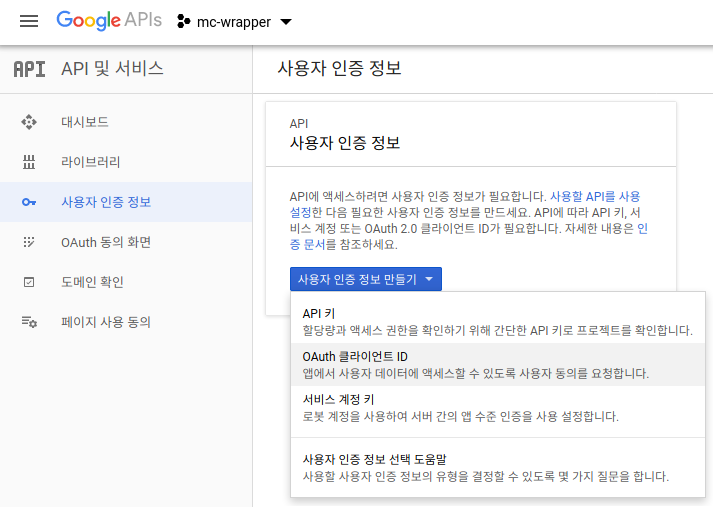 Google APIs
mc-wrapper
API
API 및 서비스
사용자 인증 정보
대시보드
라이브러리
사용자 인증 정보
OAuth 동의 화면
도메인 확인
페이지 사용 동의
API
사용자 인증 정보
API에 액세스하려면 사용자 인증 정보가 필요합니다. 사용할 API를 사용
설정한 다음 필요한 사용자 인증 정보를 만드세요. API에 따라 API 키, 서
비스 계정 또는 OAuth 2.0 클라이언트 ID가 필요합니다. 자세한 내용은 인
증 문서를 참조하세요.
사용자 인증 정보 만들기
API 키
할당량과 액세스 권한을 확인하기 위해 간단한 API 키로 프로젝트를 확인합니다.
OAuth 클라이언트 ID
앱에서 사용자 데이터에 액세스할 수 있도록 사용자 동의를 요청합니다.
서비스 계정 키
로봇 계정을 사용하여 서버 간의 앱 수준 인증을 사용 설정합니다.
사용자 인증 정보 선택 도움말
사용할 사용자 인증 정보의 유형을 결정할 수 있도록 몇 가지 질문을 합니다.